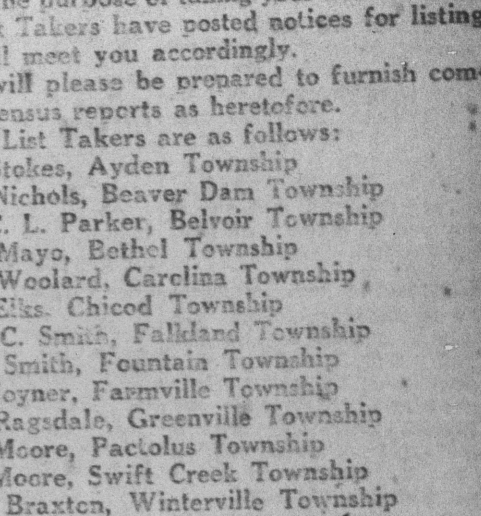 Takers have posted notices for listing
meet you accordingly.
will please be prepared to furnish com-
ensus reports as heretofore.
List Takers are as follows:
tokes, Ayden Township
Nichols, Beaver Dam Township
. L. Parker, Belvoir Township
Mayo, Bethel Township
Woolard, Carolina Township
Elks. Chicod Township
C. Smith, Falkland Township
Smith, Fountain Township
oyner, Farmville Township
Ragsdale, Greenville Township
Moore, Pactolus Township
Moore, Swift Creek Township
Braxton, Winterville Township